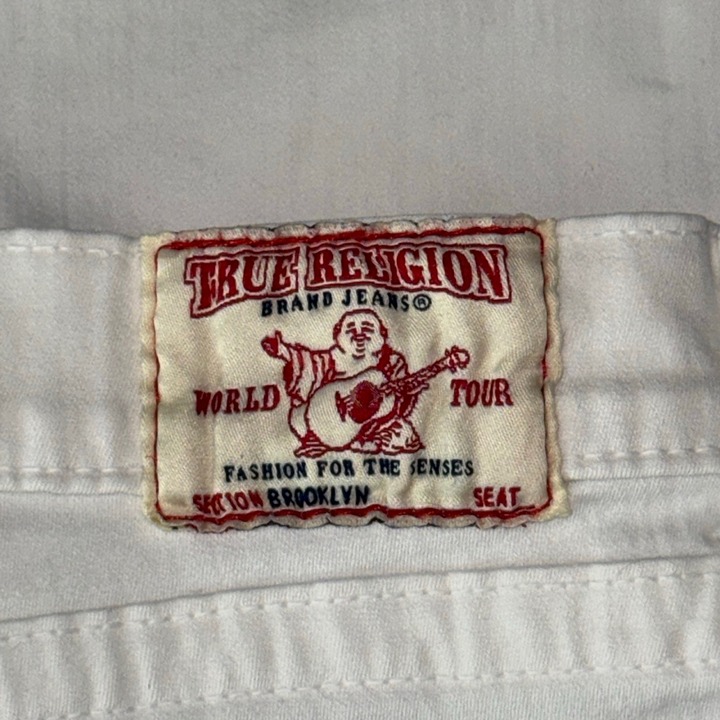 TRUE RELIGION
BRAND JEANS®
WORLD TOUR
FASHION FOR THE SENSES
SECTION BROOKLYN SEAT